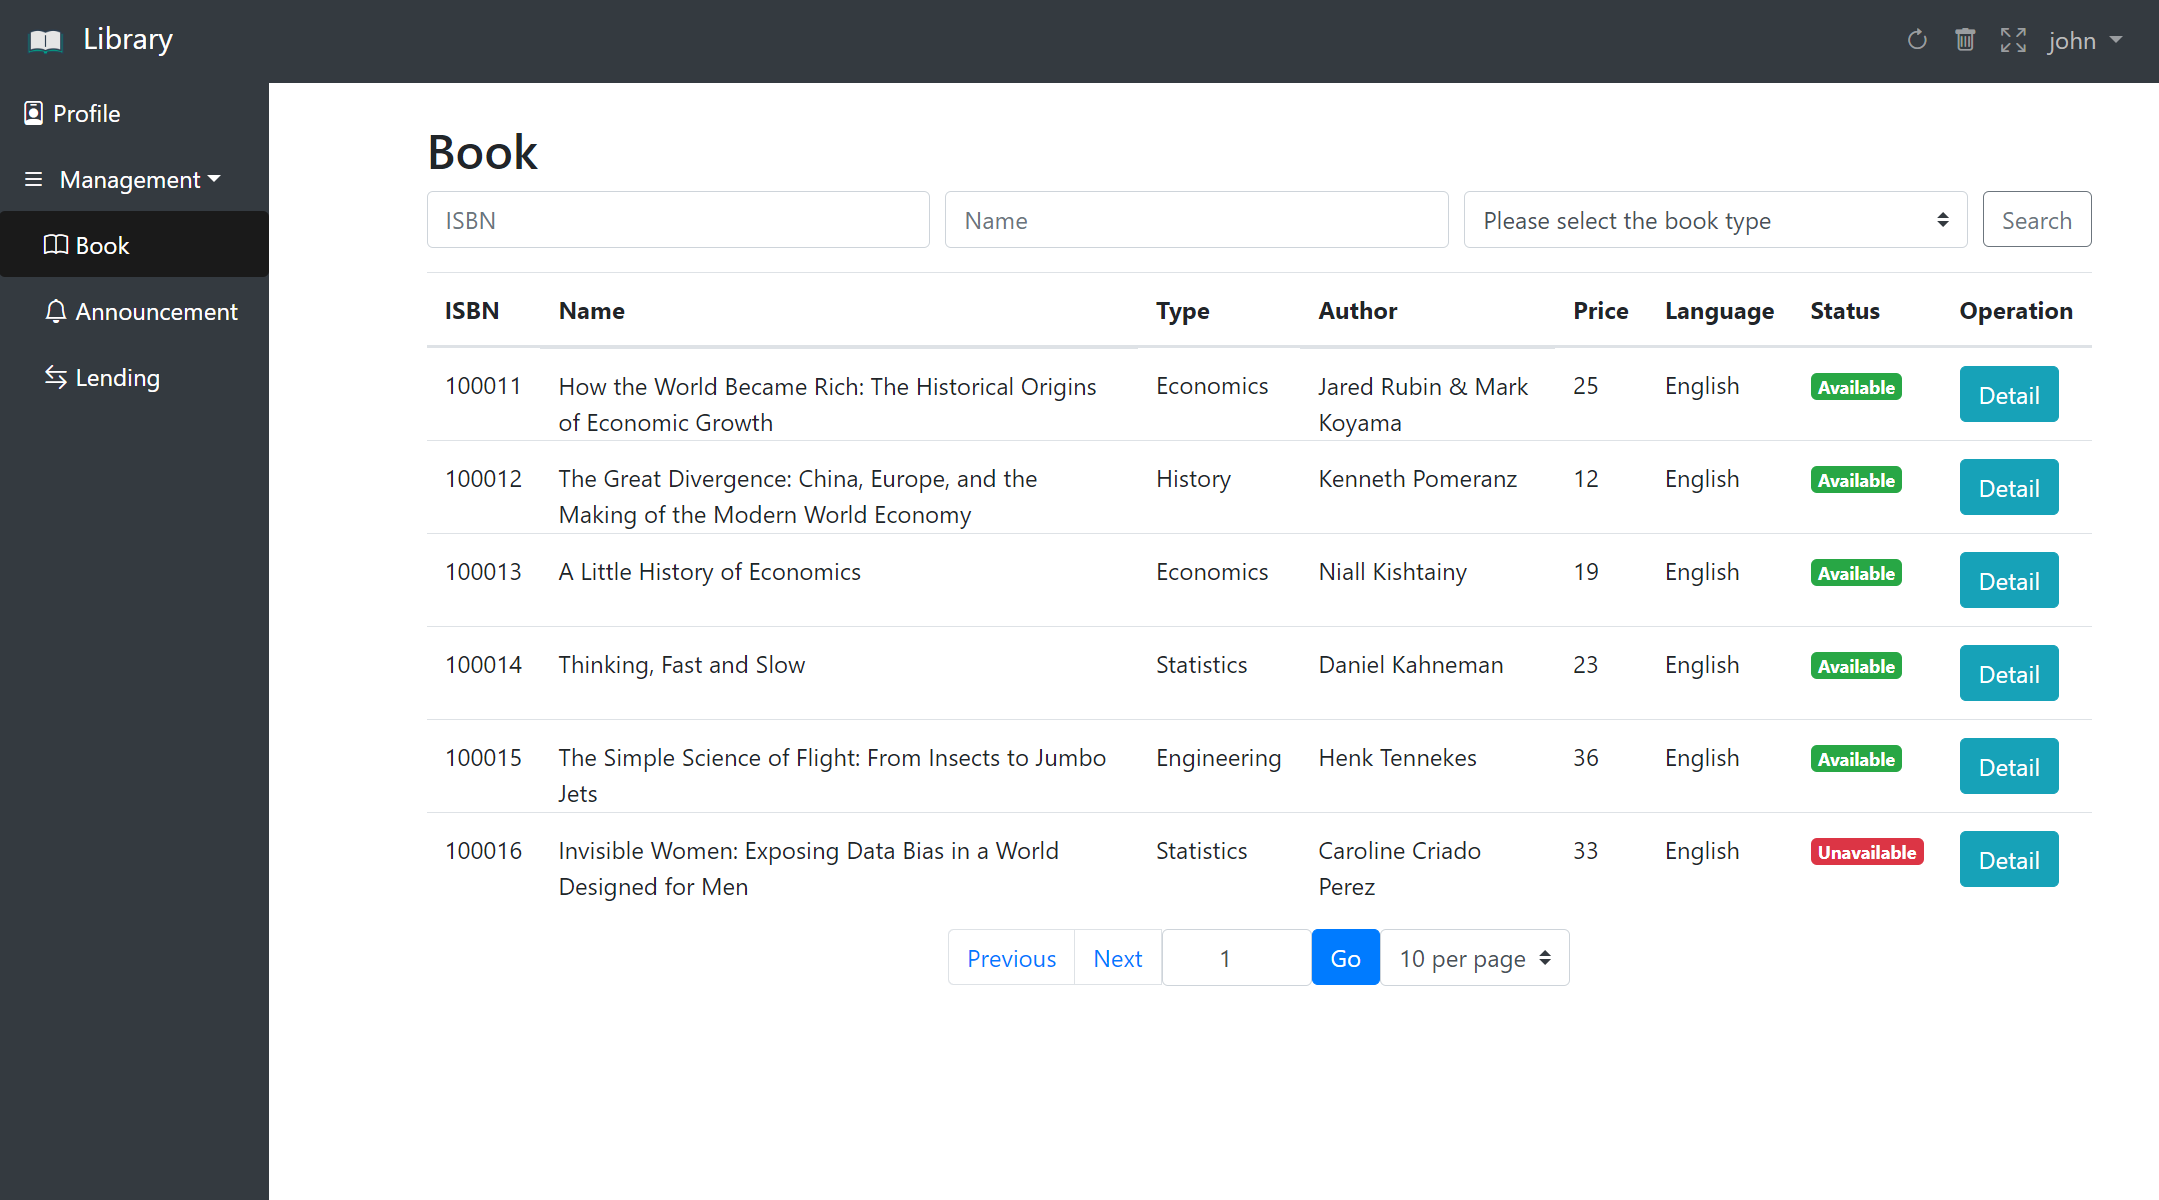 Library
john
Profile
Management
Book
Announcement
Lending
Book
ISBN
Name
Please select the book type
Search
ISBN Name Type Author Price Language Status Operation
100011 How the World Became Rich: The Historical Origins of Economic Growth Economics Jared Rubin & Mark Koyama 25 English Available Detail
100012 The Great Divergence: China, Europe, and the Making of the Modern World Economy History Kenneth Pomeranz 12 English Available Detail
100013 A Little History of Economics Economics Niall Kishtainy 19 English Available Detail
100014 Thinking, Fast and Slow Statistics Daniel Kahneman 23 English Available Detail
100015 The Simple Science of Flight: From Insects to Jumbo Jets Engineering Henk Tennekes 36 English Available Detail
100016 Invisible Women: Exposing Data Bias in a World Designed for Men Statistics Caroline Criado Perez 33 English Unavailable Detail
Previous Next 1 Go 10 per page